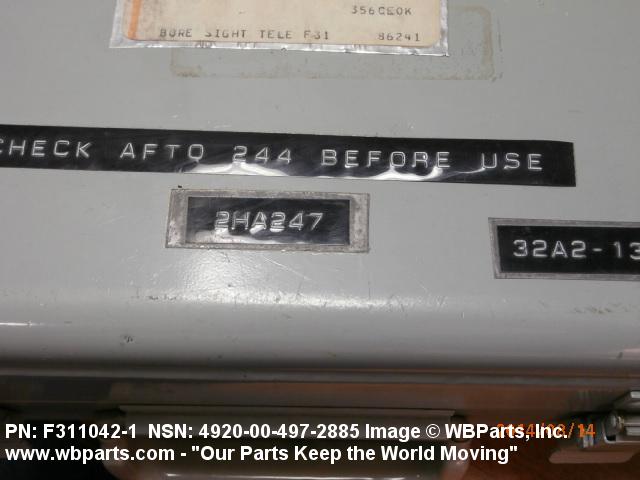 356CEOK
BORE SIGHT TELE F31 86241
CHECK AFTO 244 BEFORE USE
2HA247
32A2-13
PN: F311042-1 NSN: 4920-00-497-2885 Image © WBParts, Inc.
www.wbparts.com - "Our Parts Keep the World Moving"